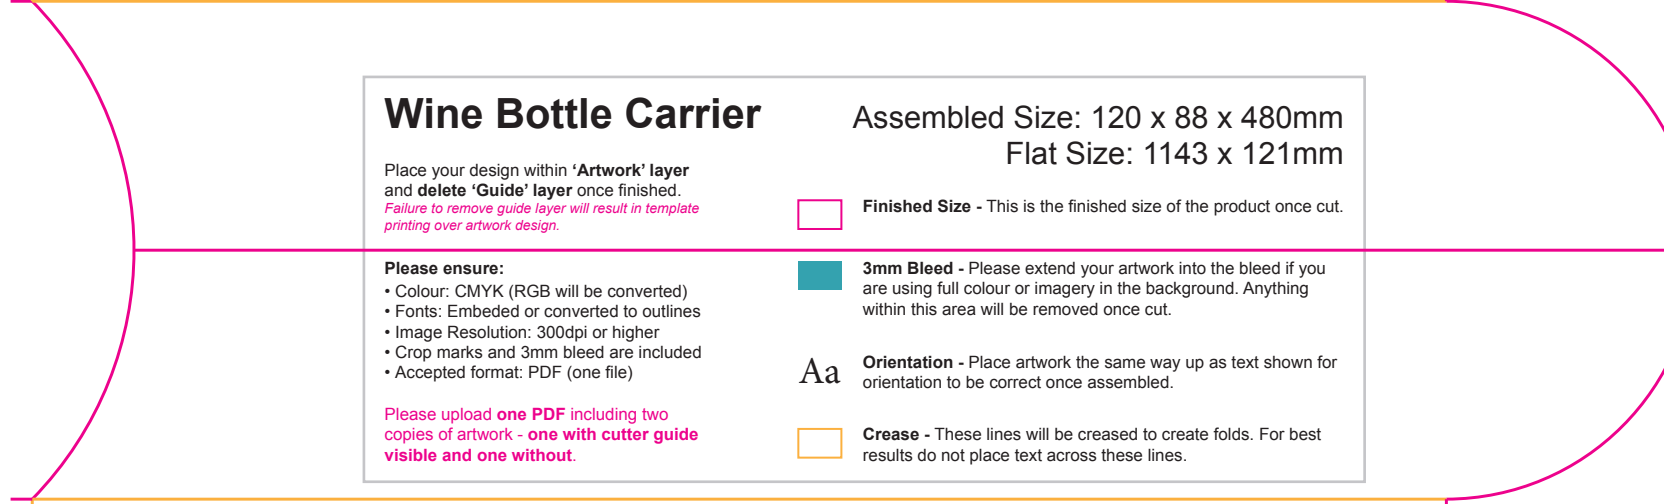 Wine Bottle Carrier
Assembled Size: 120 x 88 x 480mm
Flat Size: 1143 x 121mm
Place your design within ‘Artwork’ layer
and delete ‘Guide’ layer once finished.
Failure to remove guide layer will result in template
printing over artwork design.
Please ensure:
• Colour: CMYK (RGB will be converted)
• Fonts: Embeded or converted to outlines
• Image Resolution: 300dpi or higher
• Crop marks and 3mm bleed are included
• Accepted format: PDF (one file)
Please upload one PDF including two
copies of artwork - one with cutter guide
visible and one without.
Finished Size - This is the finished size of the product once cut.
3mm Bleed - Please extend your artwork into the bleed if you
are using full colour or imagery in the background. Anything
within this area will be removed once cut.
Aa
Orientation - Place artwork the same way up as text shown for
orientation to be correct once assembled.
Crease - These lines will be creased to create folds. For best
results do not place text across these lines.